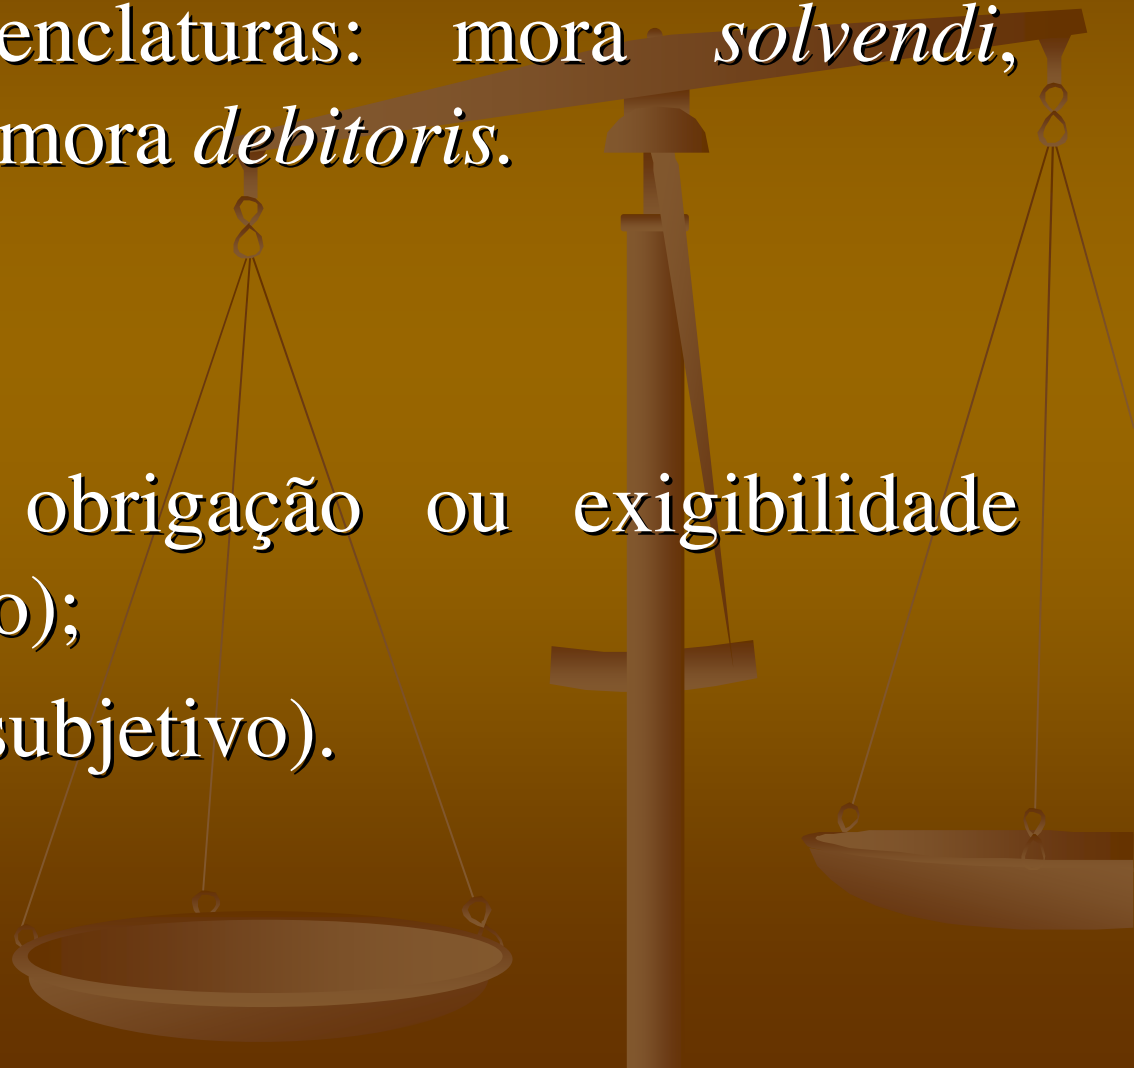 enclaturas: mora solvendi,
mora debitoris.
obrigação ou exigibilidade
o);
subjetivo).